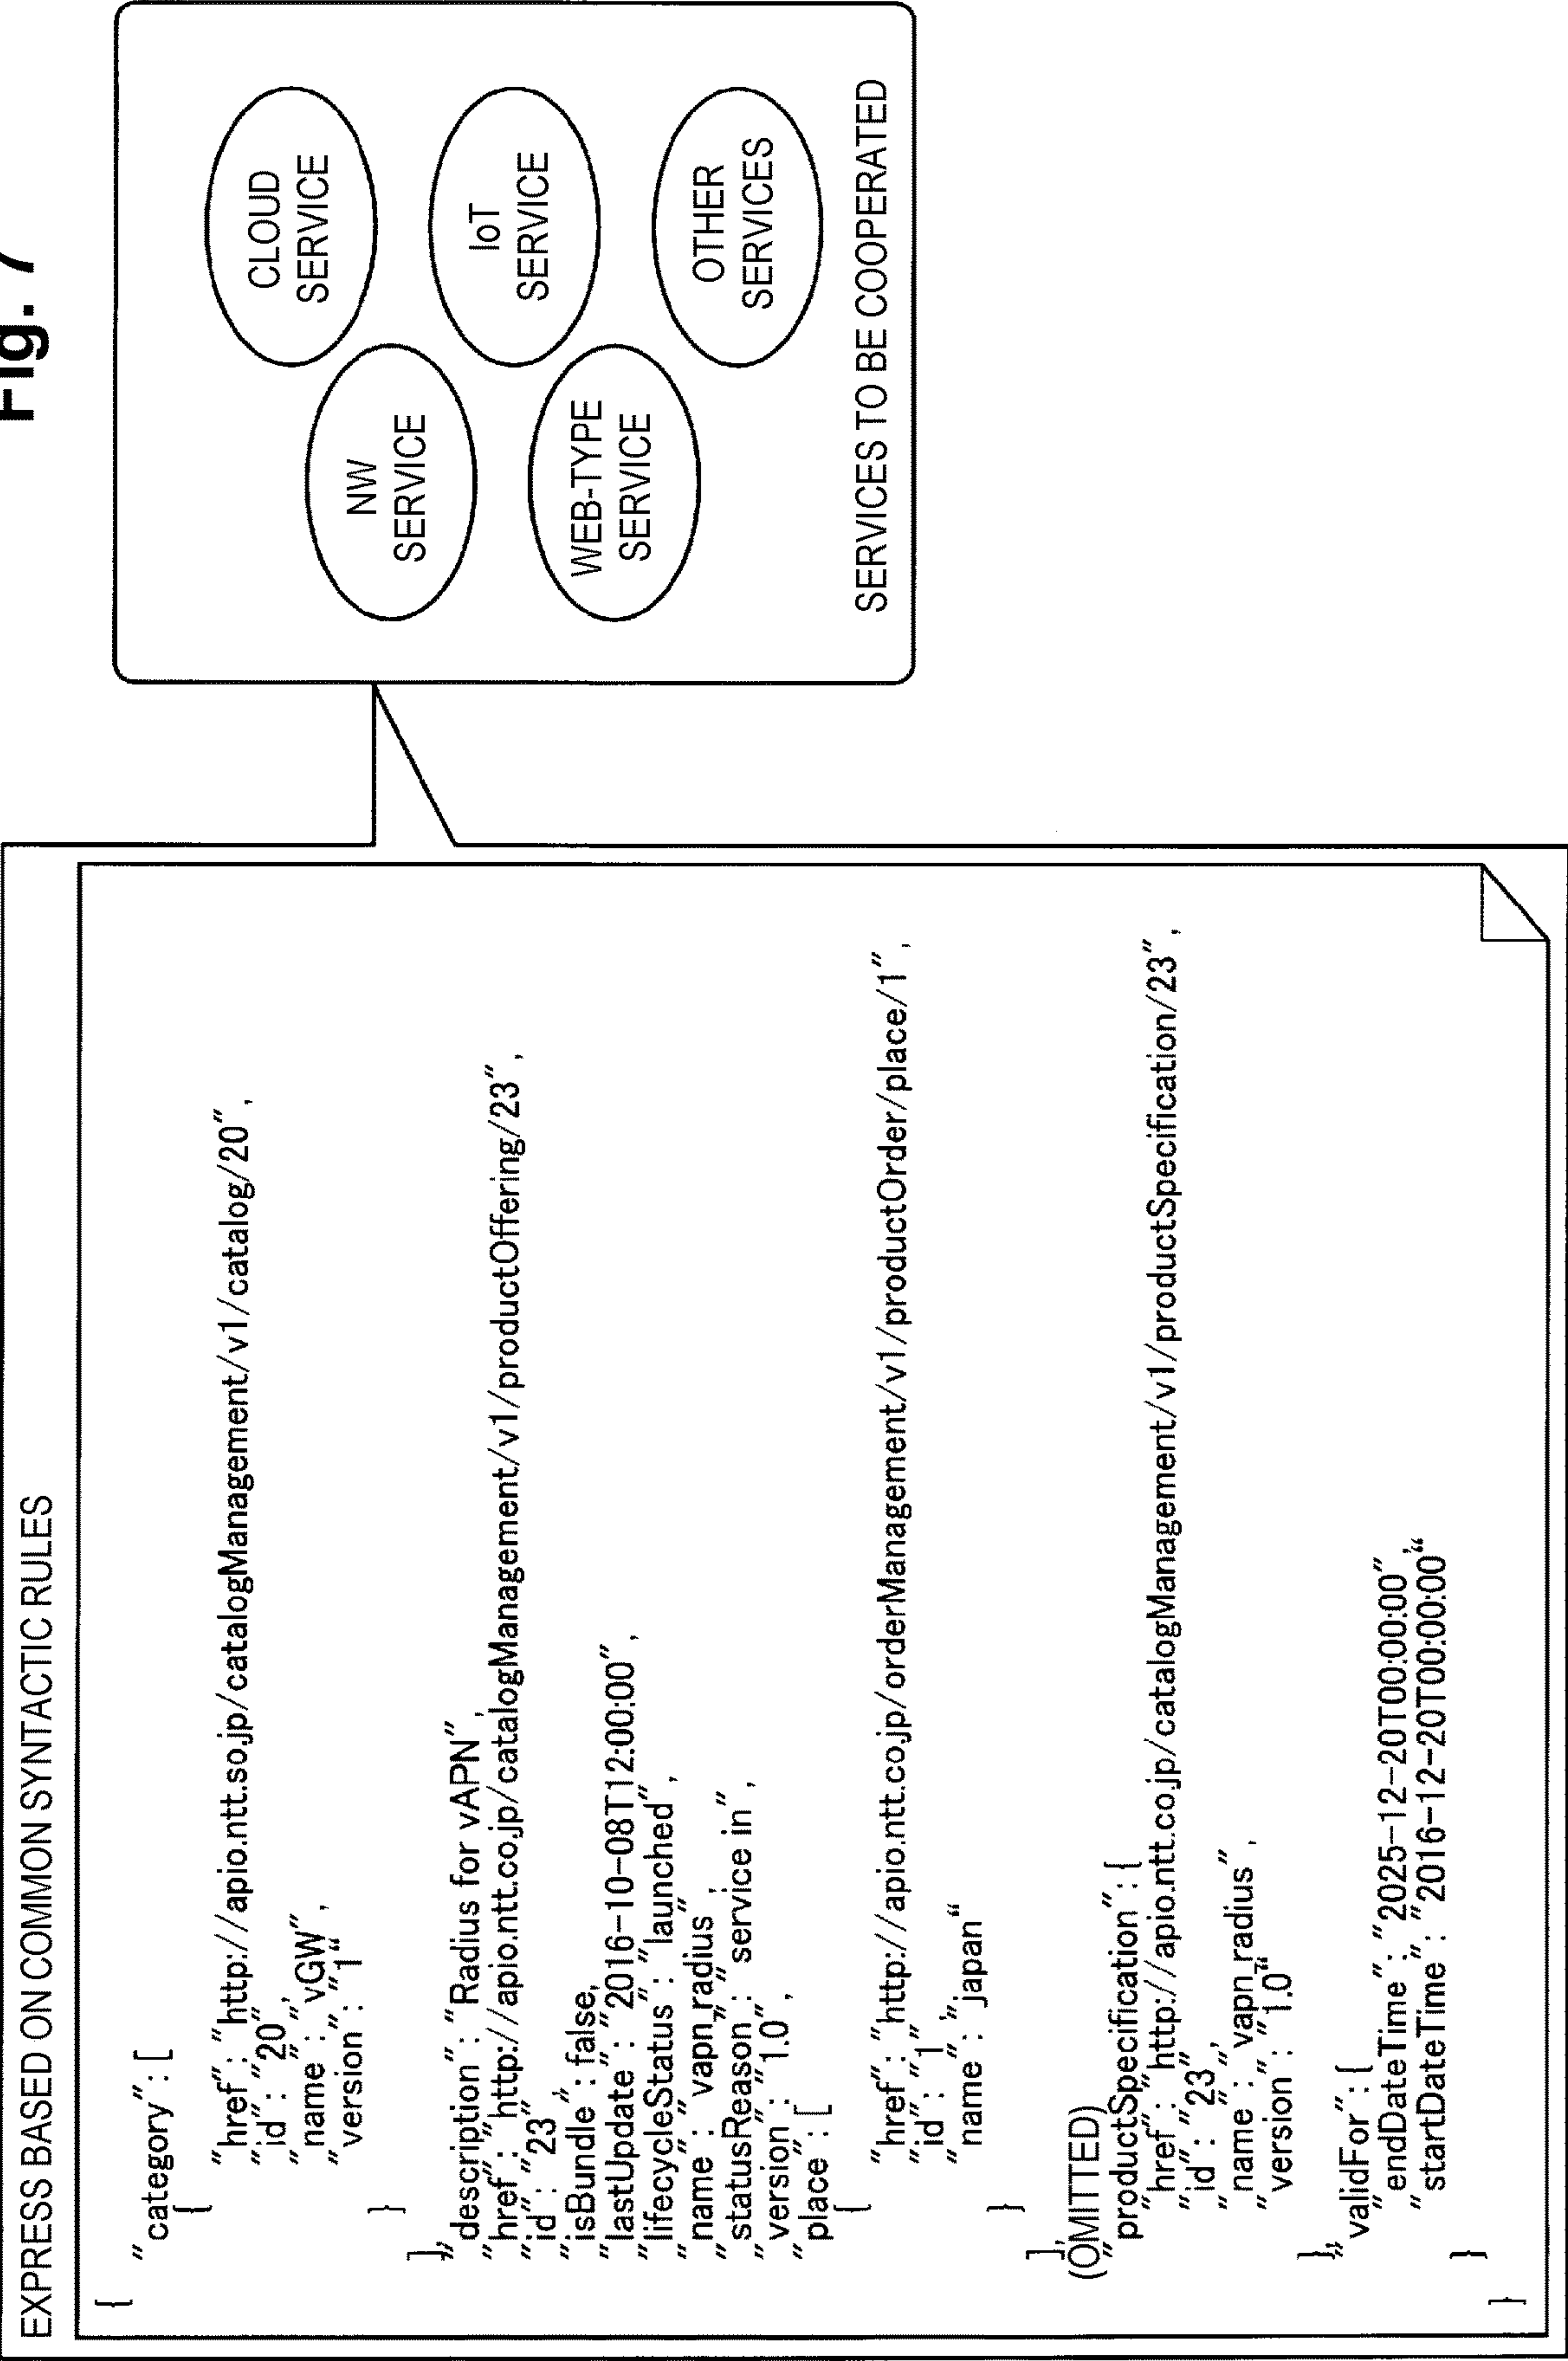 Fig. 7
EXPRESS BASED ON COMMON SYNTACTIC RULES
{
"category": [
{
"href": "http://apio.ntt.so.jp/catalogManagement/v1/catalog/20",
"id": "20",
"name": "vGW",
"version": "1"
}
],
"description": "Radius for vAPN",
"href": "http://apio.ntt.co.jp/catalogManagement/v1/productOffering/23",
"id": "23",
"isBundle": false,
"lastUpdate": "2016-10-08T12:00:00",
"lifecycleStatus": "launched",
"name": "vapn_radius",
"statusReason": "service in",
"version": "1.0",
"place": [
{
"href": "http://apio.ntt.co.jp/orderManagement/v1/productOrder/place/1",
"id": "1",
"name": "japan"
}
],
(OMITTED)
"productSpecification": {
"href": "http://apio.ntt.co.jp/catalogManagement/v1/productSpecification/23",
"id": "23",
"name": "vapn_radius",
"version": "1.0"
},
"validFor": {
"endDateTime": "2025-12-20T00:00:00",
"startDateTime": "2016-12-20T00:00:00"
}
}
CLOUD
SERVICE
NW
SERVICE
IoT
SERVICE
WEB-TYPE
SERVICE
OTHER
SERVICES
SERVICES TO BE COOPERATED